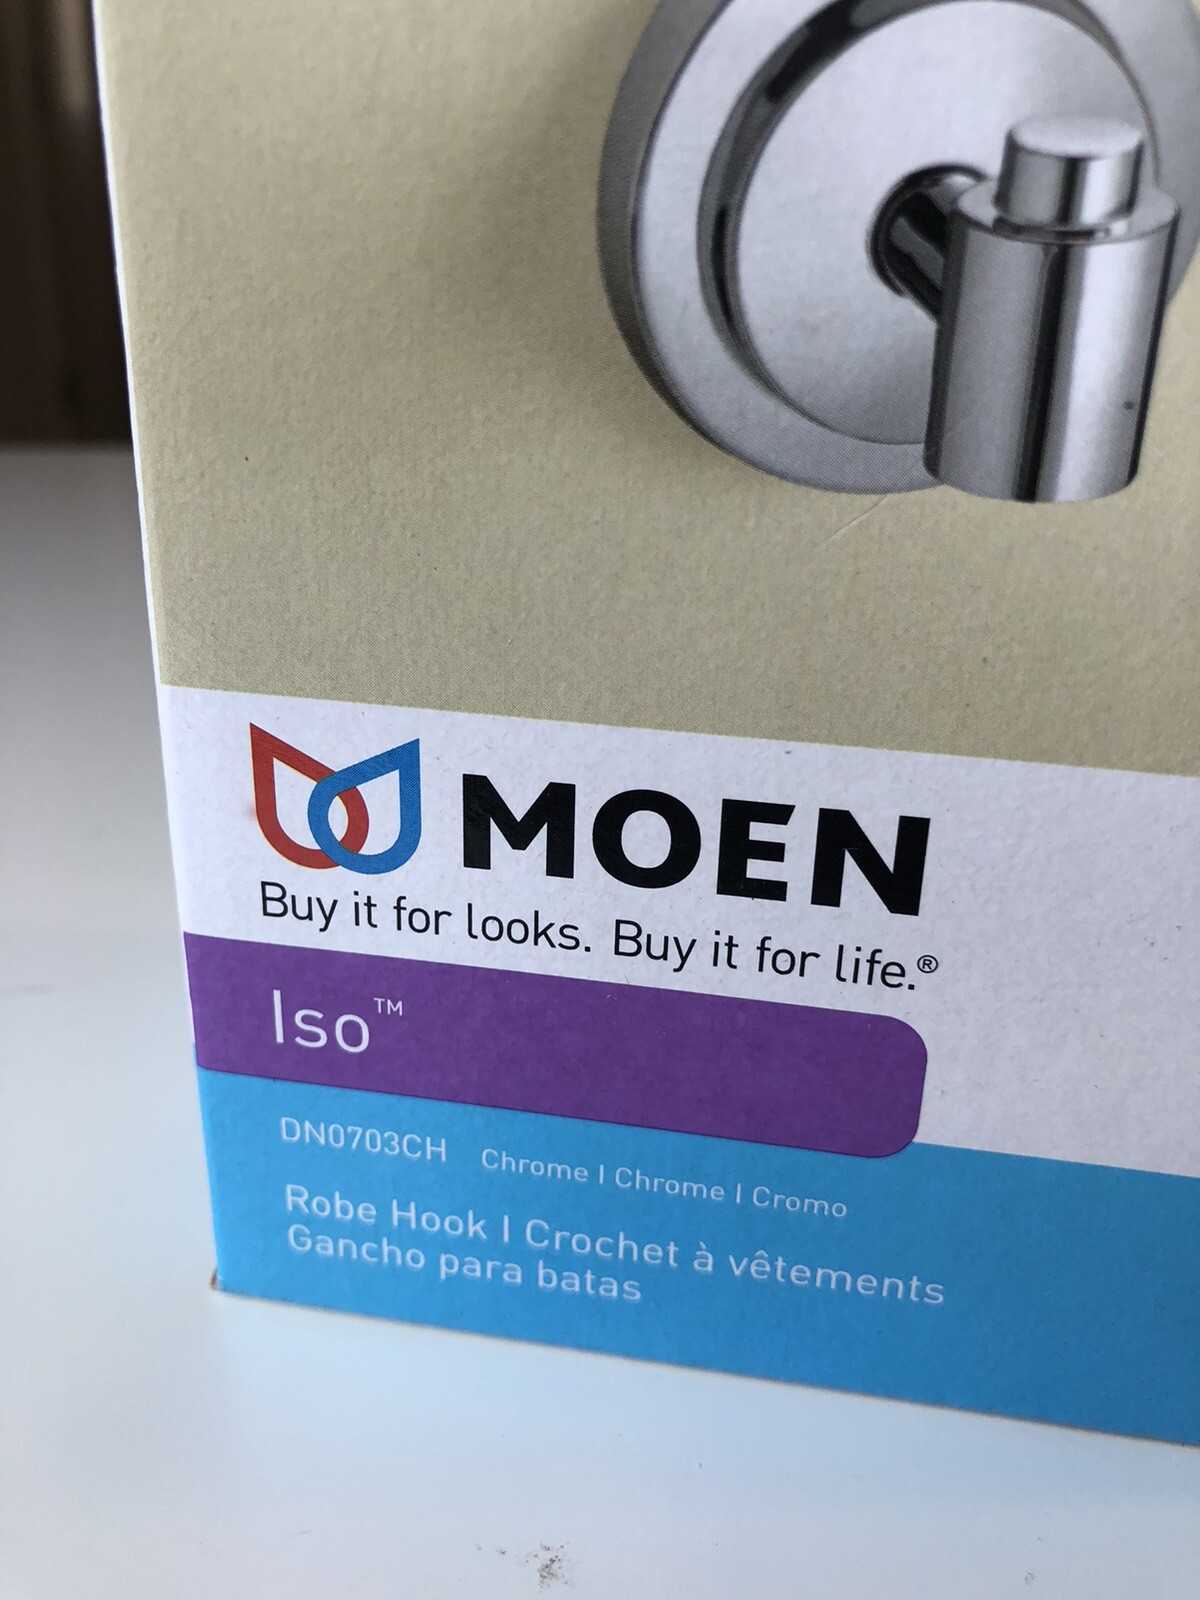 MOEN
Buy it for looks. Buy it for life.®
Iso™
DN0703CH Chrome | Chrome | Cromo
Robe Hook | Crochet à vêtements
Gancho para batas